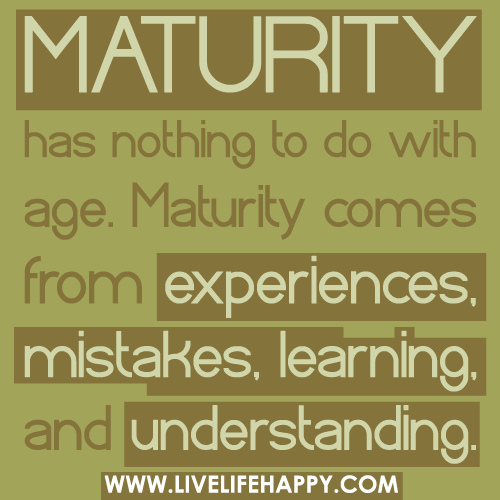 MATURITY
has nothing to do with
age. Maturity comes
from experiences,
mistakes, learning,
and understanding.
WWW.LIVELIFEHAPPY.COM